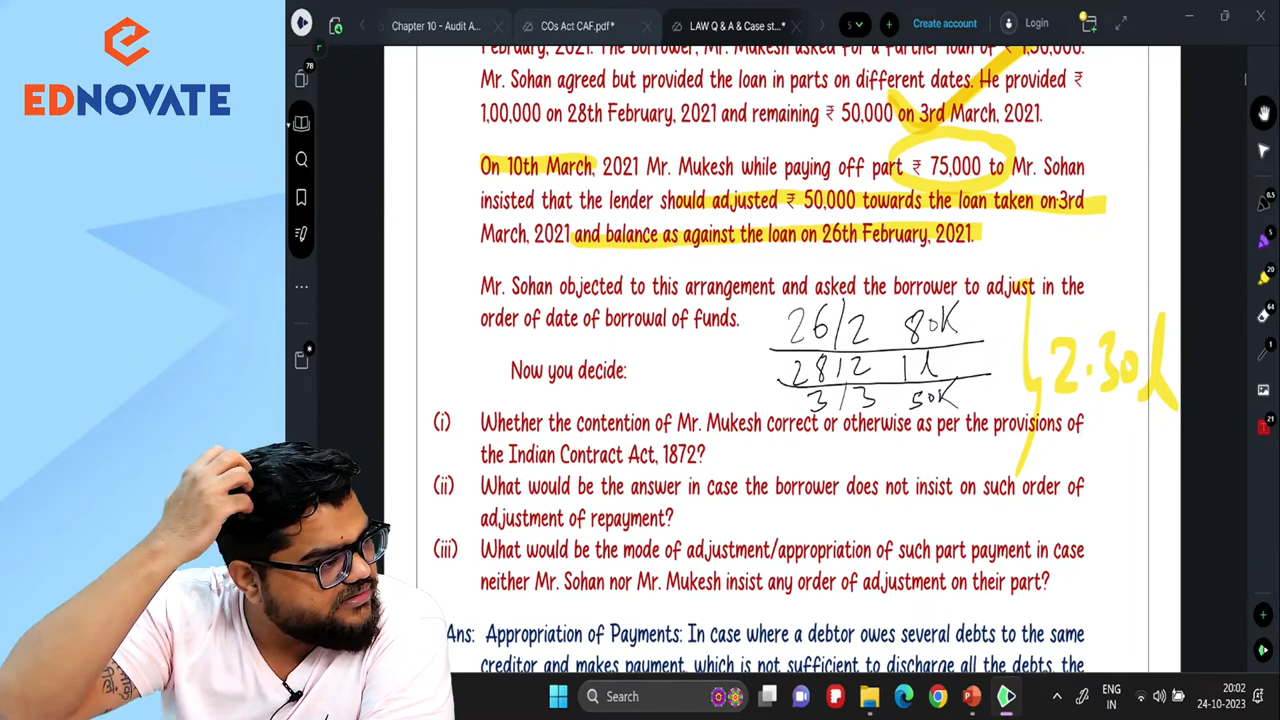 EDNOVATE
Chapter 10 - Audit A...
COs Act CAF.pdf*
LAW Q & A & Case st...*
5
Create account
Login
78
February, 2021. The borrower, Mr. Mukesh asked for a further loan of ₹ 1,50,000.
Mr. Sohan agreed but provided the loan in parts on different dates. He provided ₹
1,00,000 on 28th February, 2021 and remaining ₹ 50,000 on 3rd March, 2021.
On 10th March, 2021 Mr. Mukesh while paying off part ₹ 75,000 to Mr. Sohan
insisted that the lender should adjusted ₹ 50,000 towards the loan taken on 3rd
March, 2021 and balance as against the loan on 26th February, 2021.
Mr. Sohan objected to this arrangement and asked the borrower to adjust in the
order of date of borrowal of funds.
26/2 80K
28/2 1l
3/3 50K
2.30l
Now you decide:
(i) Whether the contention of Mr. Mukesh correct or otherwise as per the provisions of
the Indian Contract Act, 1872?
(ii) What would be the answer in case the borrower does not insist on such order of
adjustment of repayment?
(iii) What would be the mode of adjustment/appropriation of such part payment in case
neither Mr. Sohan nor Mr. Mukesh insist any order of adjustment on their part?
Ans: Appropriation of Payments: In case where a debtor owes several debts to the same
creditor and makes payment, which is not sufficient to discharge all the debts, the
0.5
5
20
64
1
21
Search
ENG
IN
20:02
24-10-2023